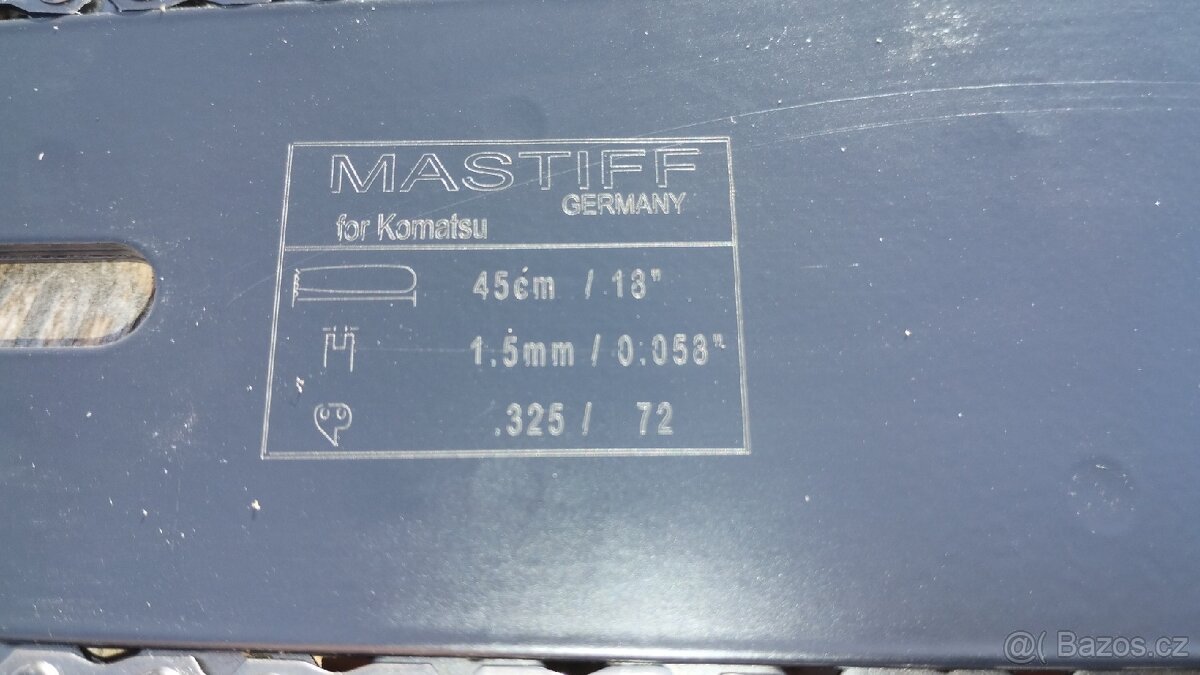 MASTIFF
GERMANY
for Komatsu
45cm / 18"
1.5mm / 0.058"
.325 / 72
@( Bazos.cz